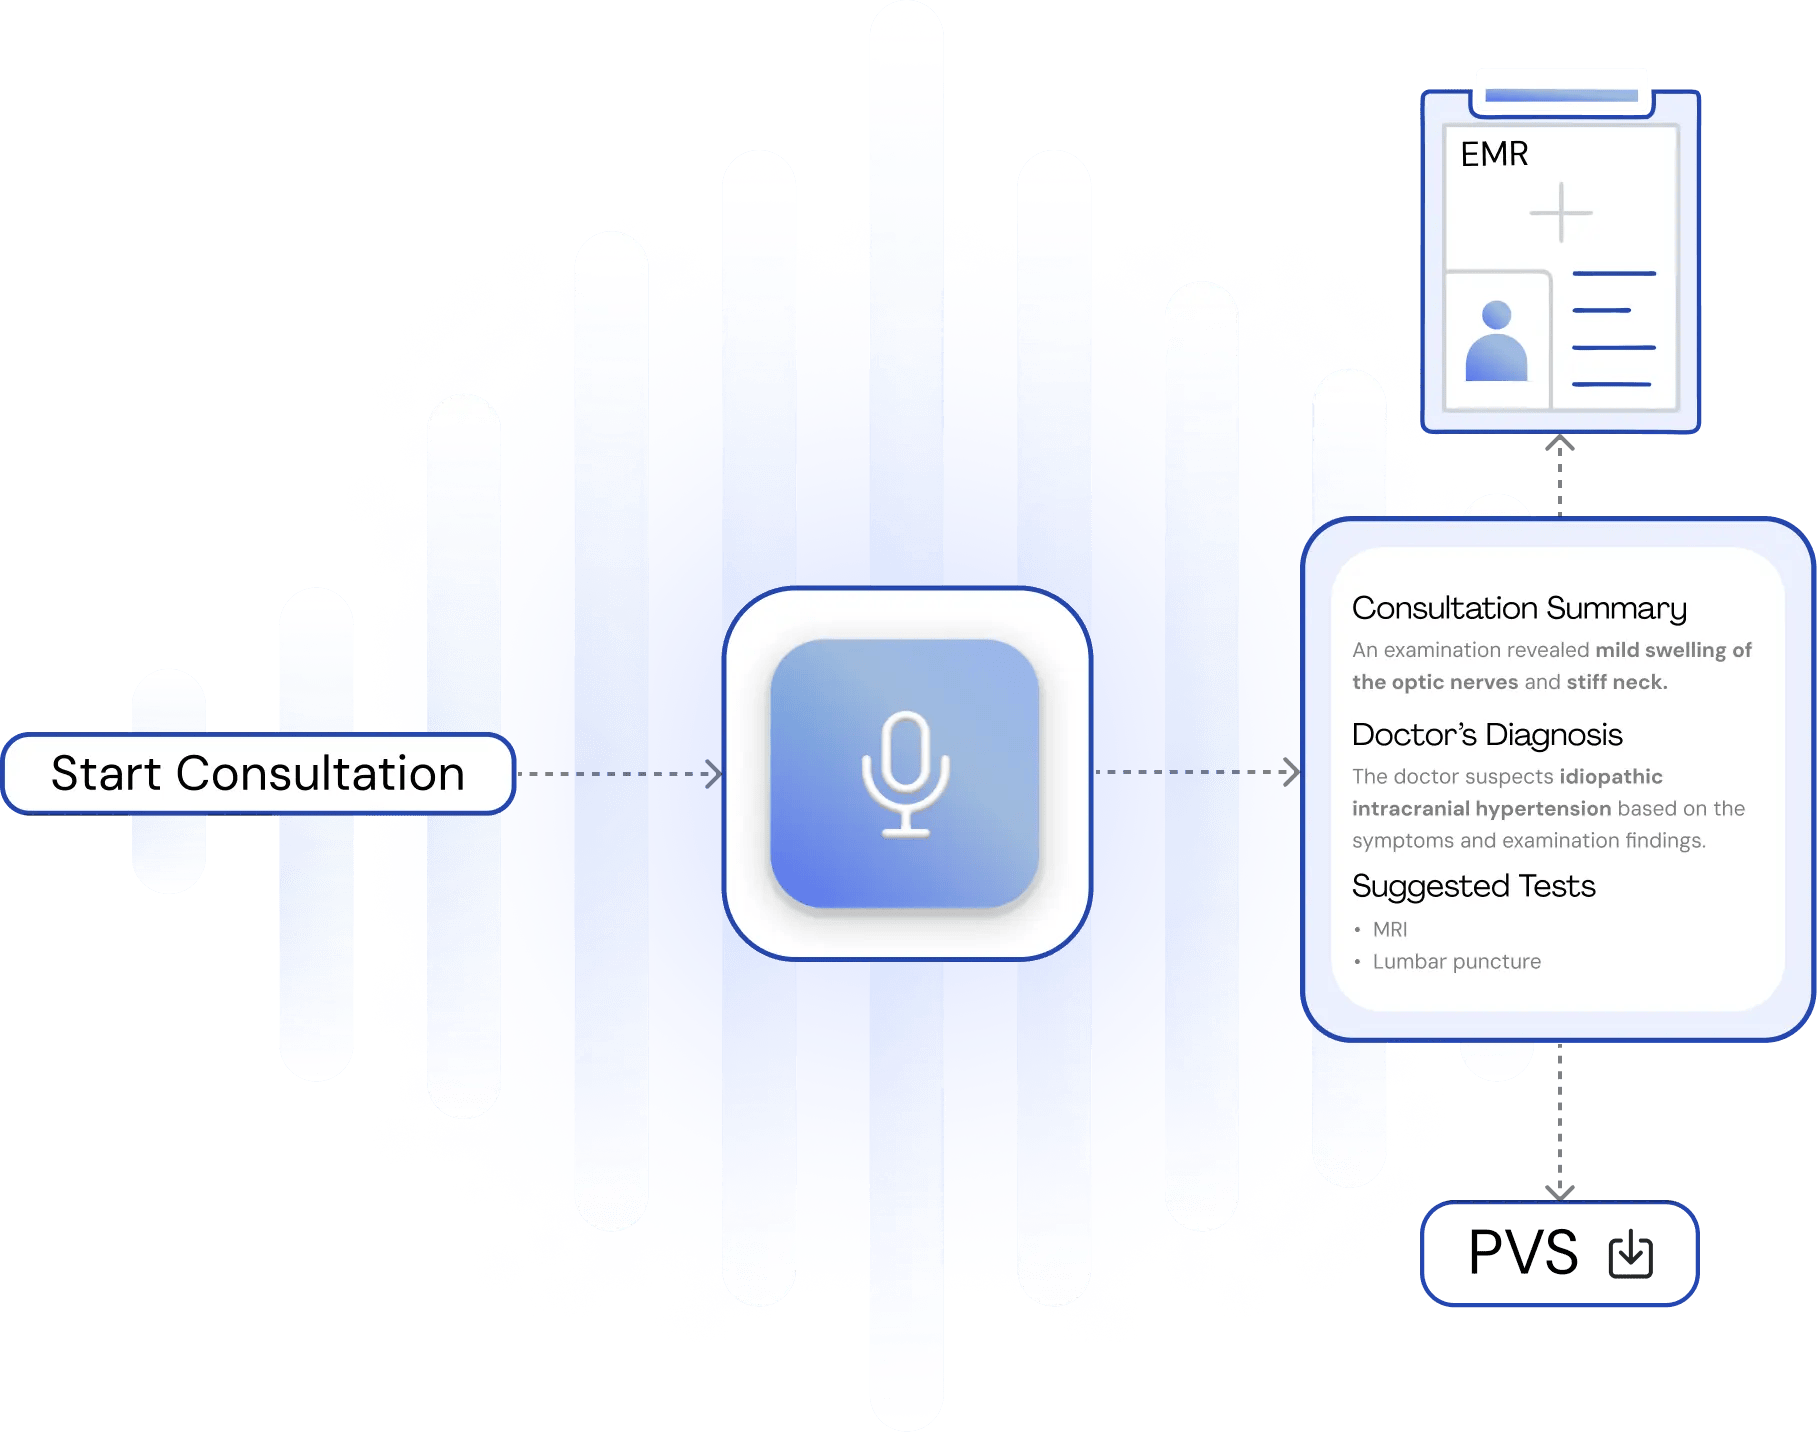 Start Consultation
EMR
Consultation Summary
An examination revealed mild swelling of
the optic nerves and stiff neck.
Doctor's Diagnosis
The doctor suspects idiopathic
intracranial hypertension based on the
symptoms and examination findings.
Suggested Tests
• MRI
• Lumbar puncture
PVS